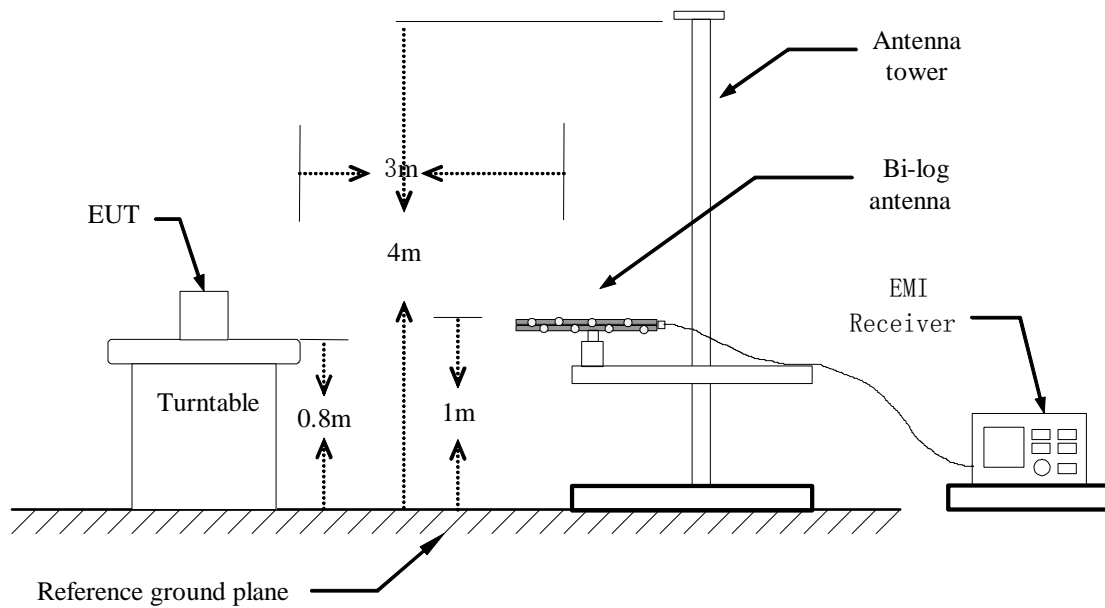 Antenna
tower
3m
Bi-log
antenna
EUT
4m
EMI
Receiver
Turntable
0.8m
1m
Reference ground plane